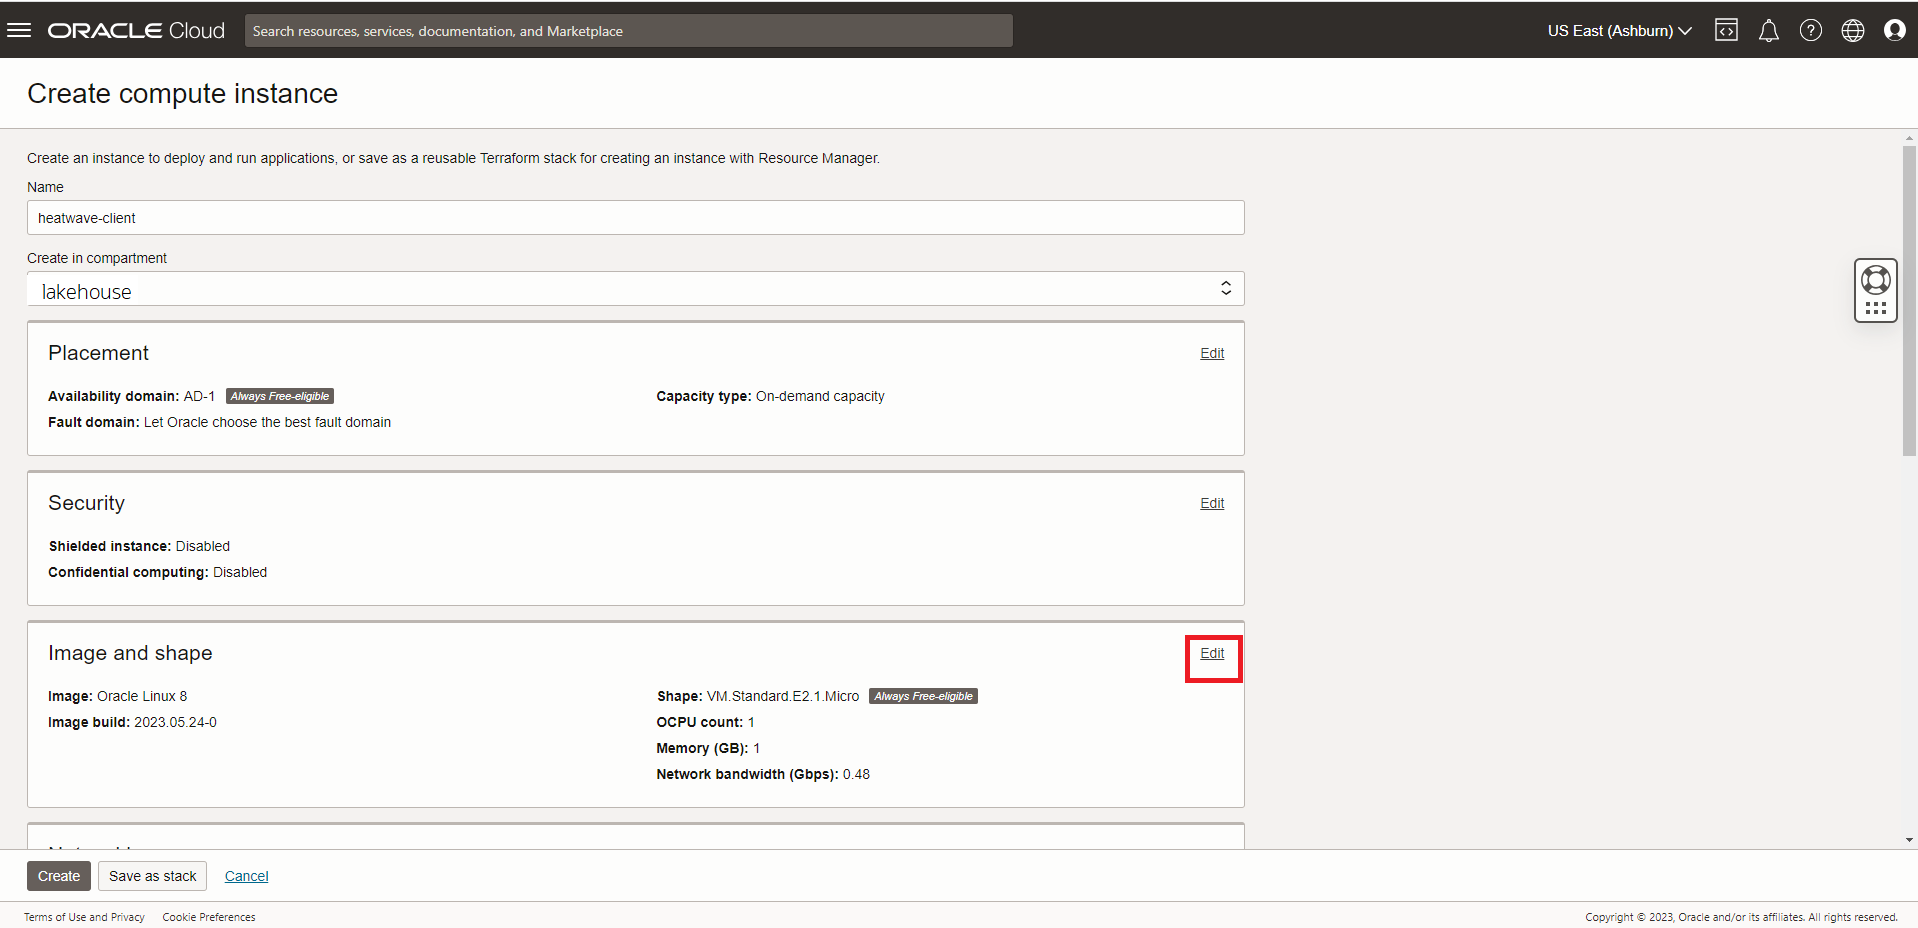 ORACLE Cloud
Search resources, services, documentation, and Marketplace
US East (Ashburn)
Create compute instance
Create an instance to deploy and run applications, or save as a reusable Terraform stack for creating an instance with Resource Manager.
Name
heatwave-client
Create in compartment
lakehouse
Placement
Edit
Availability domain: AD-1 Always Free-eligible
Capacity type: On-demand capacity
Fault domain: Let Oracle choose the best fault domain
Security
Edit
Shielded instance: Disabled
Confidential computing: Disabled
Image and shape
Edit
Image: Oracle Linux 8
Image build: 2023.05.24-0
Shape: VM.Standard.E2.1.Micro Always Free-eligible
OCPU count: 1
Memory (GB): 1
Network bandwidth (Gbps): 0.48
Create
Save as stack
Cancel
Terms of Use and Privacy
Cookie Preferences
Copyright © 2023, Oracle and/or its affiliates. All rights reserved.